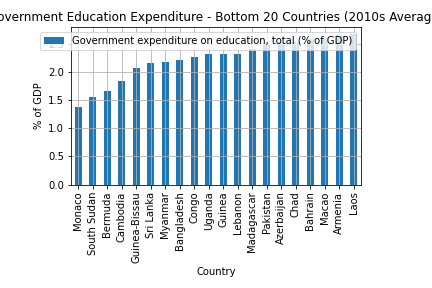 overnment Education Expenditure - Bottom 20 Countries (2010s Averag
Government expenditure on education, total (% of GDP)
2.5
2.0
1.5
1.0
0.5
0.0
% of GDP
Monaco
South Sudan
Bermuda
Cambodia
Guinea-Bissau
Sri Lanka
Myanmar
Bangladesh
Congo
Uganda
Guinea
Lebanon
Madagascar
Pakistan
Azerbaijan
Chad
Bahrain
Macao
Armenia
Laos
Country